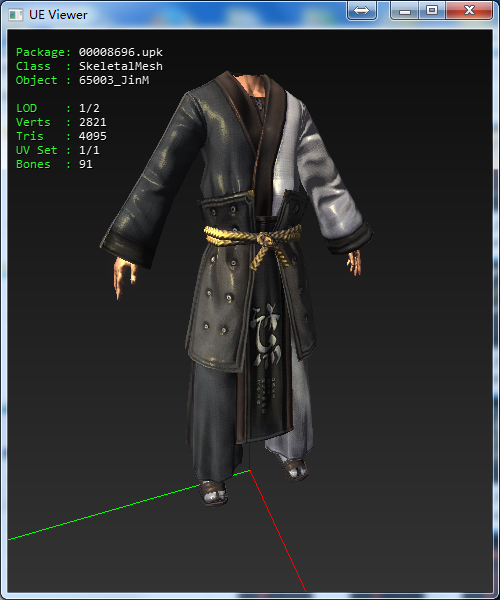 UE Viewer
Package: 00008696.upk
Class : SkeletalMesh
Object : 65003_JinM
LOD : 1/2
Verts : 2821
Tris : 4095
UV Set : 1/1
Bones : 91